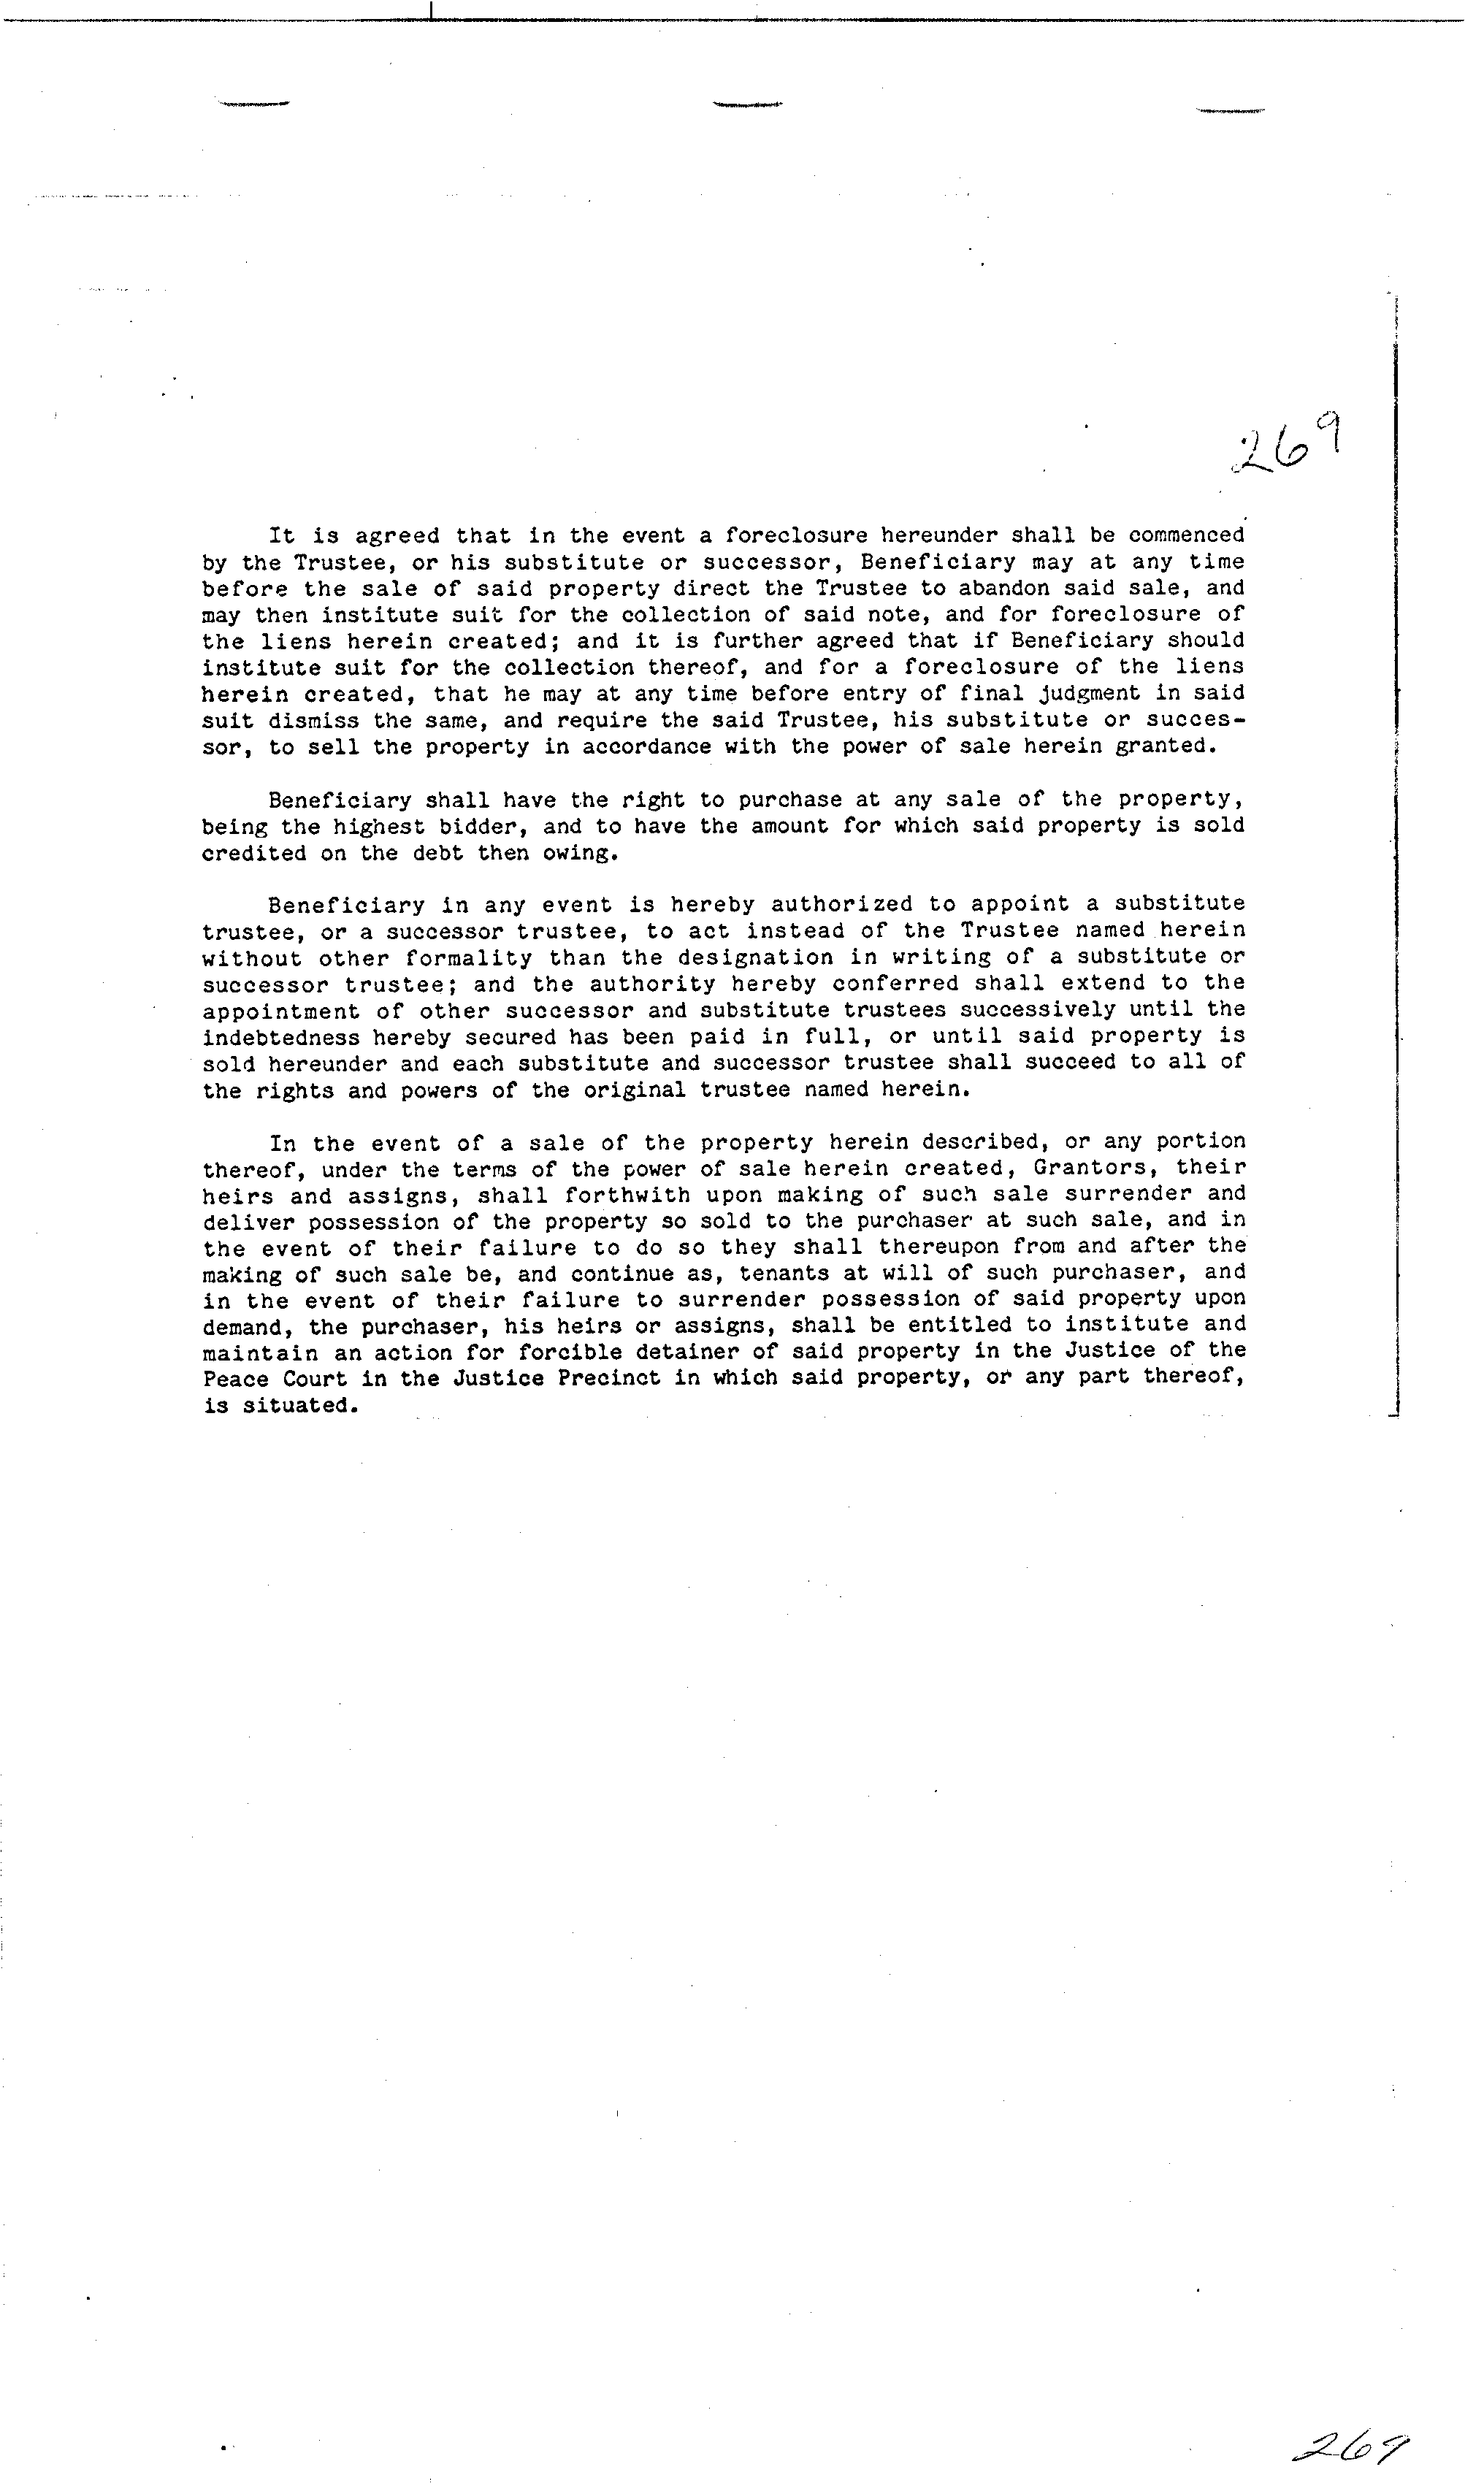 269
It is agreed that in the event a foreclosure hereunder shall be commenced
by the Trustee, or his substitute or successor, Beneficiary may at any time
before the sale of said property direct the Trustee to abandon said sale, and
may then institute suit for the collection of said note, and for foreclosure of
the liens herein created; and it is further agreed that if Beneficiary should
institute suit for the collection thereof, and for a foreclosure of the liens
herein created, that he may at any time before entry of final judgment in said
suit dismiss the same, and require the said Trustee, his substitute or succes-
sor, to sell the property in accordance with the power of sale herein granted.
Beneficiary shall have the right to purchase at any sale of the property,
being the highest bidder, and to have the amount for which said property is sold
credited on the debt then owing.
Beneficiary in any event is hereby authorized to appoint a substitute
trustee, or a successor trustee, to act instead of the Trustee named herein
without other formality than the designation in writing of a substitute or
successor trustee; and the authority hereby conferred shall extend to the
appointment of other successor and substitute trustees successively until the
indebtedness hereby secured has been paid in full, or until said property is
sold hereunder and each substitute and successor trustee shall succeed to all of
the rights and powers of the original trustee named herein.
In the event of a sale of the property herein described, or any portion
thereof, under the terms of the power of sale herein created, Grantors, their
heirs and assigns, shall forthwith upon making of such sale surrender and
deliver possession of the property so sold to the purchaser at such sale, and in
the event of their failure to do so they shall thereupon from and after the
making of such sale be, and continue as, tenants at will of such purchaser, and
in the event of their failure to surrender possession of said property upon
demand, the purchaser, his heirs or assigns, shall be entitled to institute and
maintain an action for forcible detainer of said property in the Justice of the
Peace Court in the Justice Precinct in which said property, or any part thereof,
is situated.
269